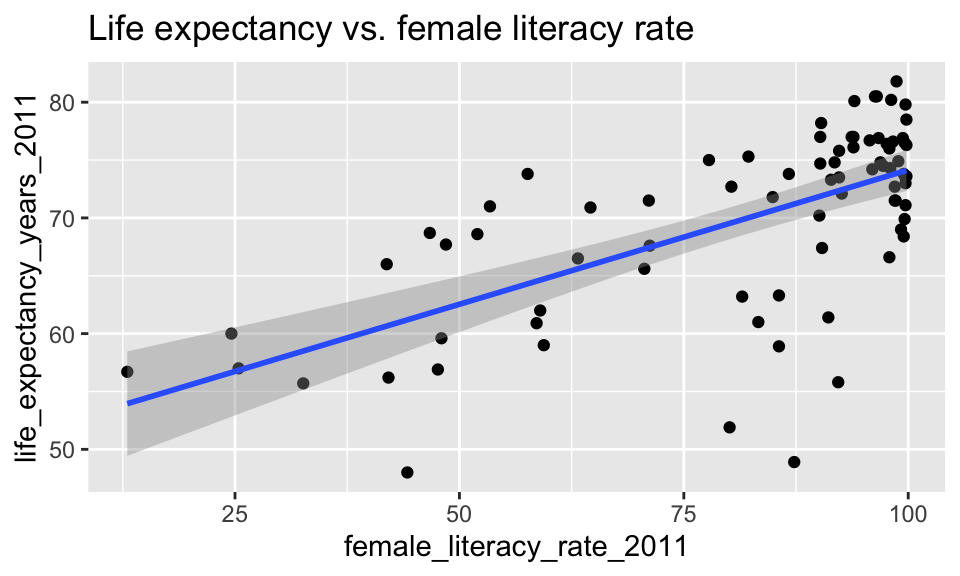 Life expectancy vs. female literacy rate
life_expectancy_years_2011
80
70
60
50
25 50 75 100
female_literacy_rate_2011